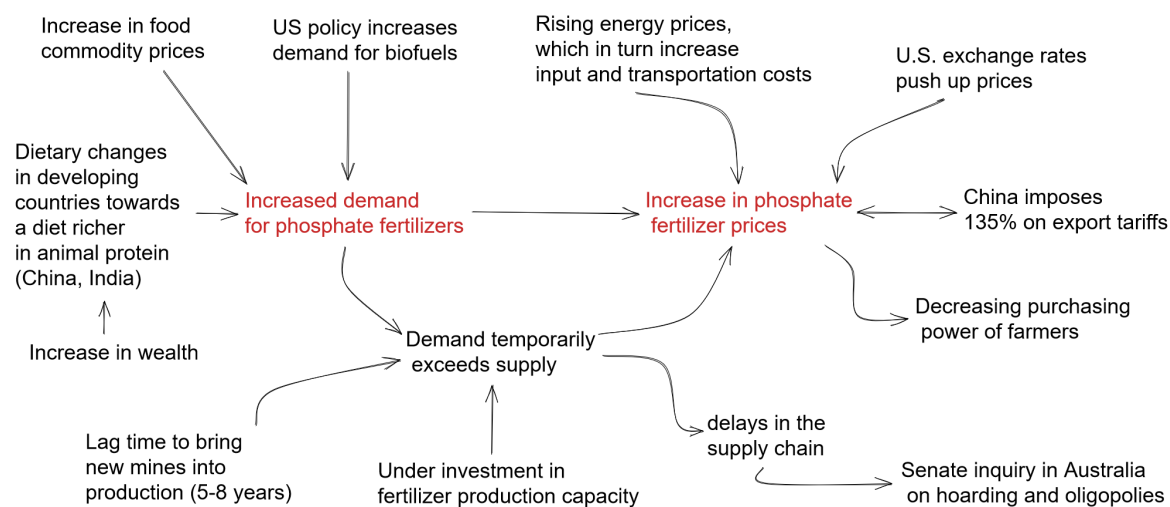 Increase in food
commodity prices
US policy increases
demand for biofuels
Rising energy prices,
which in turn increase
input and transportation costs
U.S. exchange rates
push up prices
Dietary changes
in developing
countries towards
a diet richer
in animal protein
(China, India)
Increased demand
for phosphate fertilizers
Increase in phosphate
fertilizer prices
China imposes
135% on export tariffs
Increase in wealth
Demand temporarily
exceeds supply
Decreasing purchasing
power of farmers
Lag time to bring
new mines into
production (5-8 years)
Under investment in
fertilizer production capacity
delays in the
supply chain
Senate inquiry in Australia
on hoarding and oligopolies